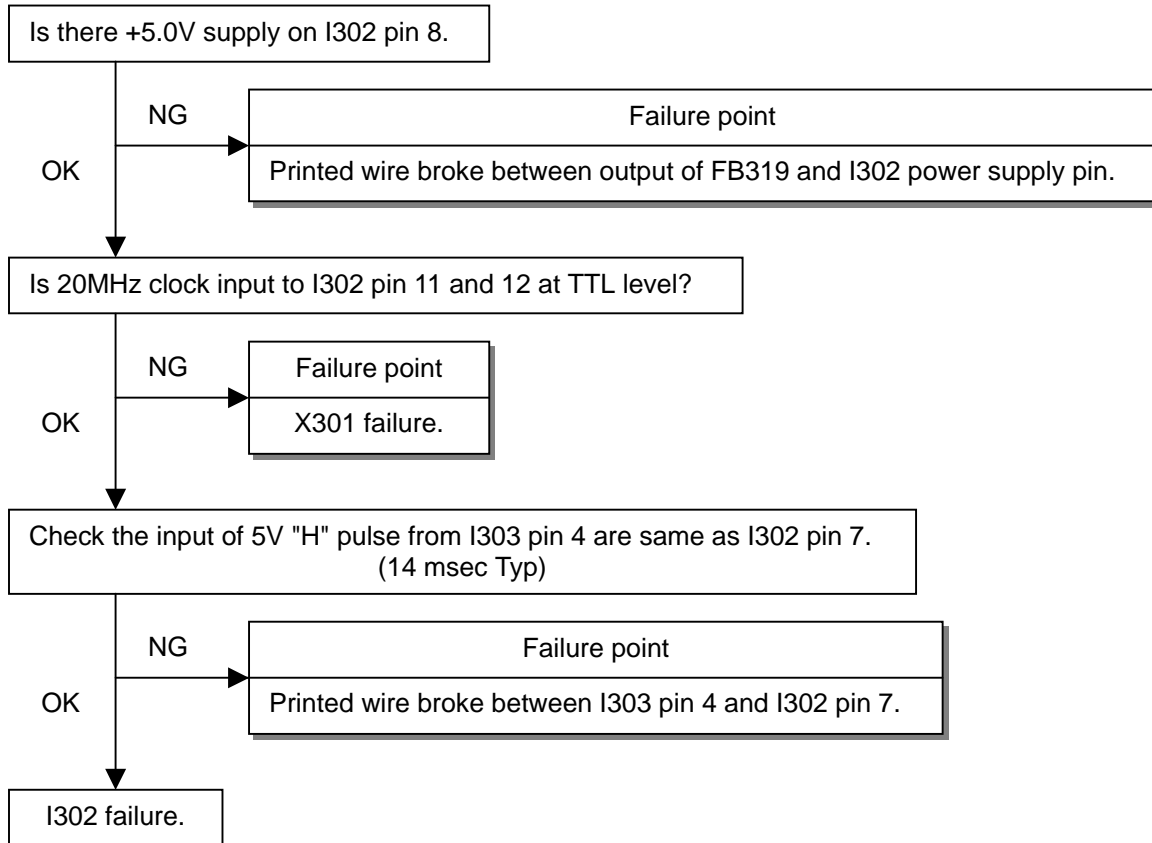 Is there +5.0V supply on I302 pin 8.
NG
Failure point
OK
Printed wire broke between output of FB319 and I302 power supply pin.
Is 20MHz clock input to I302 pin 11 and 12 at TTL level?
NG
Failure point
OK
X301 failure.
Check the input of 5V "H" pulse from I303 pin 4 are same as I302 pin 7.
(14 msec Typ)
NG
Failure point
OK
Printed wire broke between I303 pin 4 and I302 pin 7.
I302 failure.